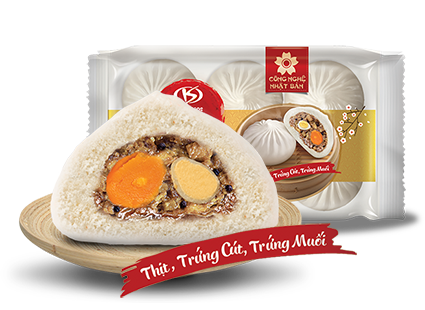 CÔNG NGHỆ
NHẬT BẢN
Trứng Cút, Trứng Muối
Thịt, Trứng Cút, Trứng Muối